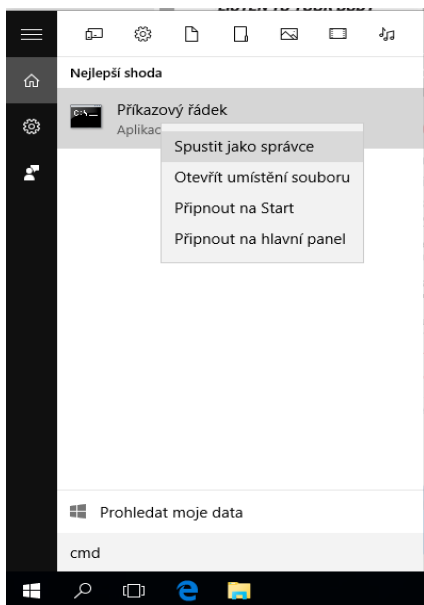 Nejlepší shoda
Příkazový řádek
Aplikac
Spustit jako správce
Otevřít umístění souboru
Připnout na Start
Připnout na hlavní panel
Prohledat moje data
cmd